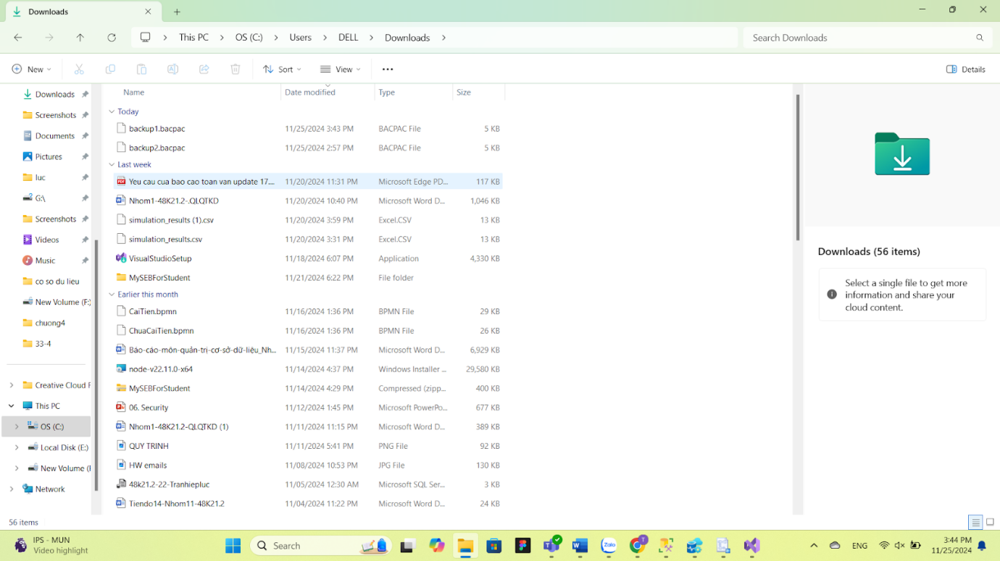 Downloads
This PC > OS (C:) > Users > DELL > Downloads >
Search Downloads
New
Sort
View
Details
Downloads
Screenshots
Documents
Pictures
luc
G:\
Screenshots
Videos
Music
co so du lieu
New Volume (F:)
chuong4
33-4
Creative Cloud F
This PC
OS (C:)
Local Disk (E:)
New Volume (
Network
Name Date modified Type Size
Today
backup1.bacpac 11/25/2024 3:43 PM BACPAC File 5 KB
backup2.bacpac 11/25/2024 2:57 PM BACPAC File 5 KB
Last week
Yeu cau cua bao cao toan van update 17.... 11/20/2024 11:31 PM Microsoft Edge PD... 117 KB
Nhom1-48K21.2-.QLQTKD 11/20/2024 10:40 PM Microsoft Word D... 1,046 KB
simulation_results (1).csv 11/20/2024 3:59 PM Excel.CSV 13 KB
simulation_results.csv 11/20/2024 3:31 PM Excel.CSV 13 KB
VisualStudioSetup 11/18/2024 6:07 PM Application 4,330 KB
MySEBForStudent 11/21/2024 6:22 PM File folder
Earlier this month
CaiTien.bpmn 11/16/2024 1:36 PM BPMN File 29 KB
ChuaCaiTien.bpmn 11/16/2024 1:36 PM BPMN File 26 KB
Báo-cáo-môn-quản-trị-cơ-sở-dữ-liệu_Nh... 11/15/2024 11:37 PM Microsoft Word D... 6,929 KB
node-v22.11.0-x64 11/14/2024 4:37 PM Windows Installer ... 29,580 KB
MySEBForStudent 11/14/2024 4:29 PM Compressed (zipp... 400 KB
06. Security 11/12/2024 1:45 PM Microsoft PowerPo... 677 KB
Nhom1-48K21.2-QLQTKD (1) 11/11/2024 11:15 PM Microsoft Word D... 389 KB
QUY TRINH 11/11/2024 5:41 PM PNG File 92 KB
HW emails 11/08/2024 10:53 PM JPG File 130 KB
48k21.2-22-Tranhiepluc 11/05/2024 12:30 AM Microsoft SQL Ser... 3 KB
Tiendo14-Nhom11-48K21.2 11/04/2024 11:22 PM Microsoft Word D... 24 KB
Downloads (56 items)
Select a single file to get more
information and share your
cloud content.
56 items
IPS - MUN
Video highlight
Search
Zalo
ENG
3:44 PM
11/25/2024